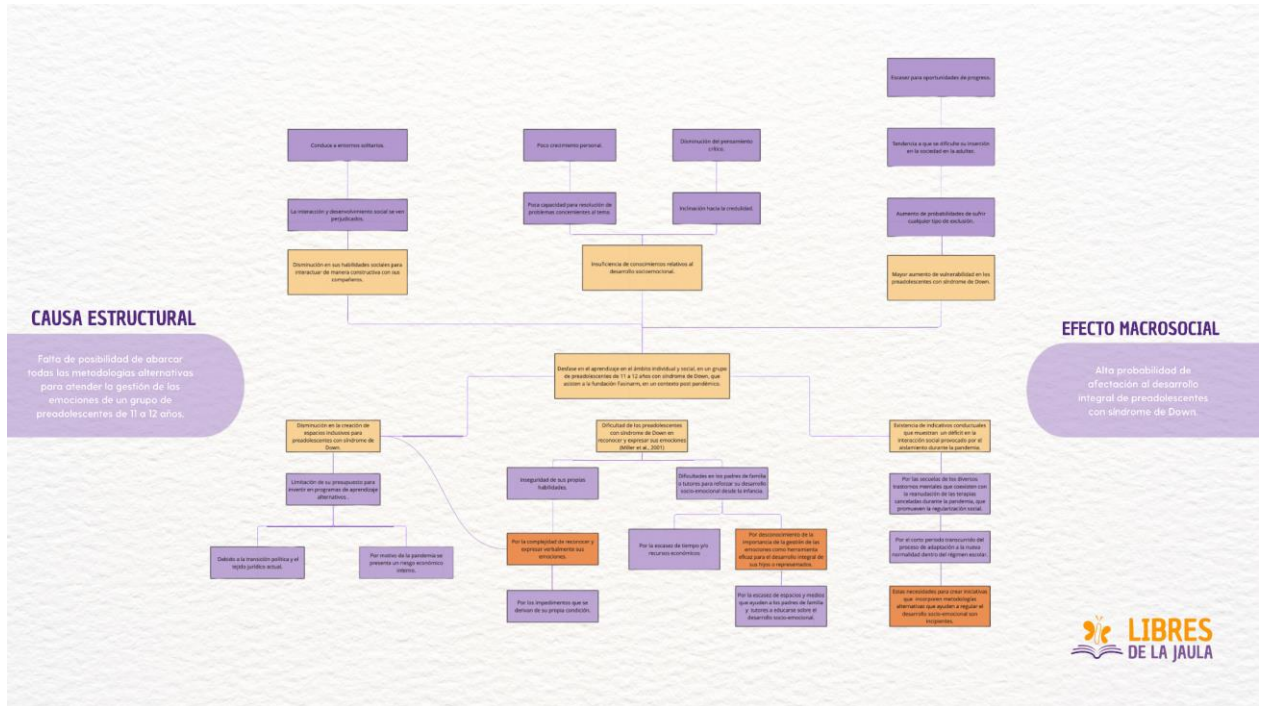 Escasez para oportunidades de progreso.
Conduce a entornos solitarios.
Poco crecimiento personal.
Disminución del pensamiento
crítico.
Tendencia a que se dificulte su inserción
en la sociedad en la adultez.
La interacción y desenvolvimiento social se ven
perjudicados.
Poca capacidad para resolución de
problemas concernientes al tema.
Inclinación hacia la credulidad.
Aumento de probabilidades de sufrir
cualquier tipo de exclusión.
Disminución en sus habilidades sociales para
interactuar de manera constructiva con sus
compañeros.
Insuficiencia de conocimientos relativos al
desarrollo socioemocional.
Mayor aumento de vulnerabilidad en los
preadolescentes con síndrome de Down.
CAUSA ESTRUCTURAL
Falta de posibilidad de abarcar
todas las metodologías alternativas
para atender la gestión de las
emociones de un grupo de
preadolescentes de 11 a 12 años.
EFECTO MACROSOCIAL
Alta probabilidad de
afectación al desarrollo
integral de preadolescentes
con síndrome de Down.
Desfase en el aprendizaje en el ámbito individual y social, en un grupo
de preadolescentes de 11 a 12 años con síndrome de Down, que
asisten a la fundación Fasinarm, en un contexto post pandémico.
Disminución en la creación de
espacios inclusivos para
preadolescentes con síndrome de
Down.
Dificultad de los preadolescentes
con síndrome de Down en
reconocer y expresar sus emociones
(Miller et al., 2001)
Existencia de indicativos conductuales
que muestren un déficit en la
interacción social provocado por el
aislamiento durante la pandemia.
Limitación de su presupuesto para
invertir en programas de aprendizaje
alternativos.
Inseguridad de sus propias
habilidades.
Dificultades en los padres de familia
o tutores para reforzar su desarrollo
socio-emocional desde la infancia.
Por las secuelas de los diversos
trastornos mentales que coexisten con
la reanudación de las terapias
canceladas durante la pandemia, que
promueven la regularización social.
Debido a la transición política y el
tejido jurídico actual.
Por motivo de la pandemia se
presenta un riesgo económico
interno.
Por la complejidad de reconocer y
expresar verbalmente sus
emociones.
Por la escases de tiempo y/o
recursos económicos
Por desconocimiento de la
importancia de la gestión de las
emociones como herramienta
eficaz para el desarrollo integral de
sus hijos o representados.
Por el corto periodo transcurrido del
proceso de adaptación a la nueva
normalidad dentro del régimen escolar.
Por los impedimentos que se
derivan de su propia condición.
Por la escases de espacios y medios
que ayuden a los padres de familia
y tutores a educarse sobre el
desarrollo socio-emocional.
Estas necesidades para crear iniciativas
que incorporen metodologías
alternativas que ayuden a regular el
desarrollo socio-emocional son
incipientes.
LIBRES
DE LA JAULA